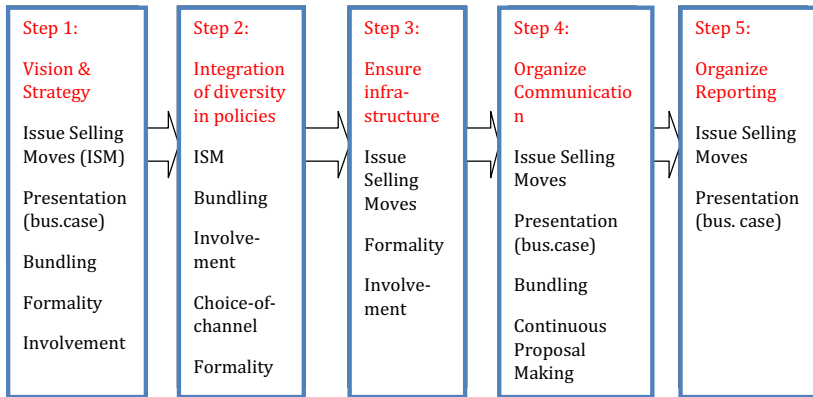 Step 1:
Vision &
Strategy
Issue Selling
Moves (ISM)
Presentation
(bus.case)
Bundling
Formality
Involvement
Step 2:
Integration
of diversity
in policies
ISM
Bundling
Involve-
ment
Choice-of-
channel
Formality
Step 3:
Ensure
infra-
structure
Issue
Selling
Moves
Formality
Involve-
ment
Step 4:
Organize
Communicatio
n
Issue Selling
Moves
Presentation
(bus.case)
Bundling
Continuous
Proposal
Making
Step 5:
Organize
Reporting
Issue Selling
Moves
Presentation
(bus. case)